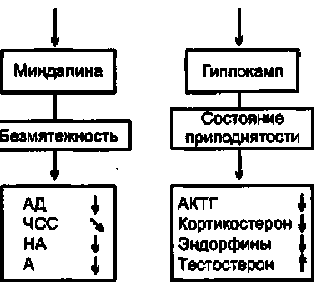 Миндалина
Безмятежность
АД
ЧСС
НА
А
Гиппокамп
Состояние
приподнятости
АКТГ
Кортикостерон
Эндорфины
Тестостерон